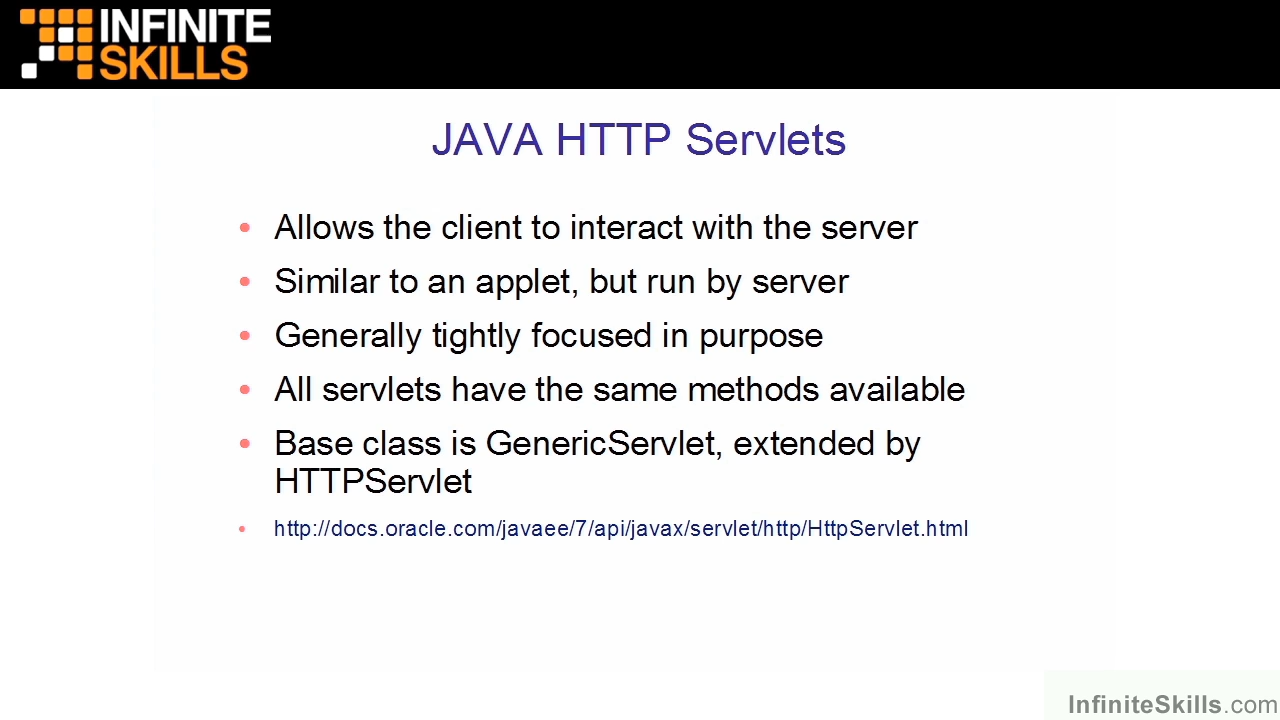 INFINITE
SKILLS
JAVA HTTP Servlets
• Allows the client to interact with the server
• Similar to an applet, but run by server
• Generally tightly focused in purpose
• All servlets have the same methods available
• Base class is GenericServlet, extended by
HTTPServlet
• http://docs.oracle.com/javaee/7/api/javax/servlet/http/HttpServlet.html
InfiniteSkills.com